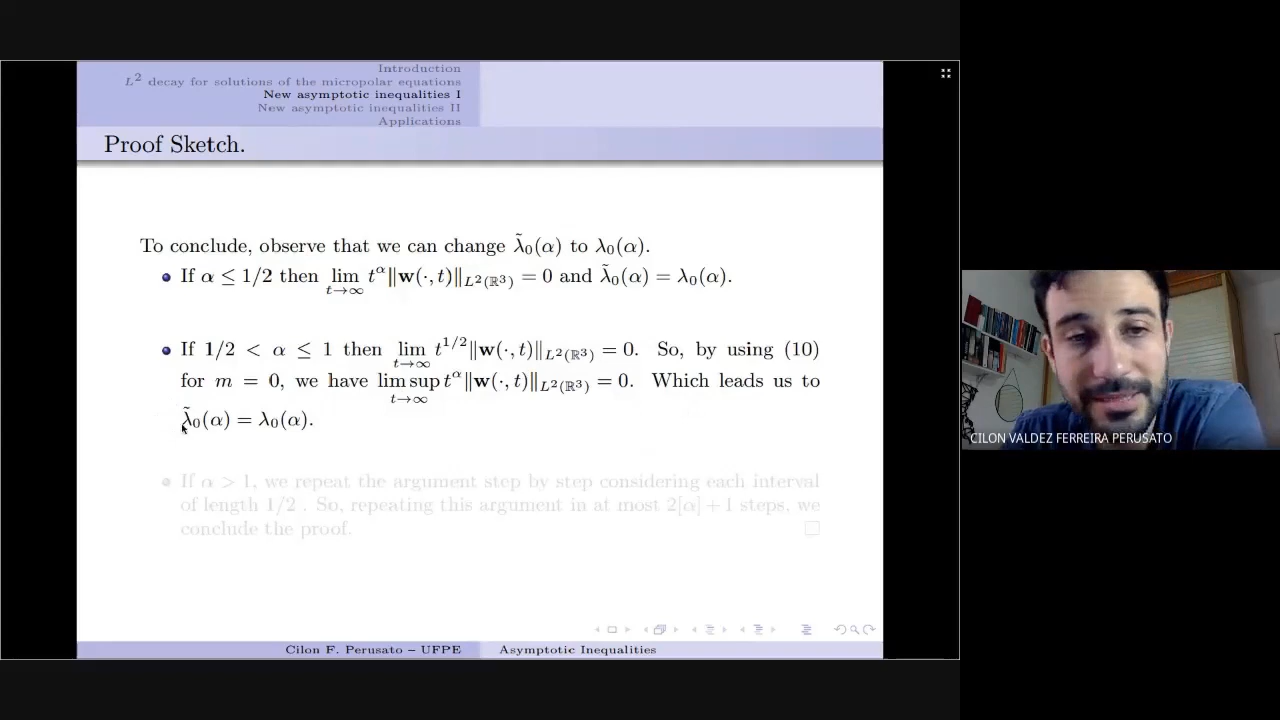 Introduction
L² decay for solutions of the micropolar equations
New asymptotic inequalities I
New asymptotic inequalities II
Applications
Proof Sketch.
To conclude, observe that we can change λ̃₀(α) to λ₀(α).
If α ≤ 1/2 then lim_{t→∞} t^α‖w(·, t)‖_{L²(ℝ³)} = 0 and λ̃₀(α) = λ₀(α).
If 1/2 < α ≤ 1 then lim_{t→∞} t^{1/2}‖w(·, t)‖_{L²(ℝ³)} = 0. So, by using (10)
for m = 0, we have lim sup_{t→∞} t^α‖w(·, t)‖_{L²(ℝ³)} = 0. Which leads us to
λ̃₀(α) = λ₀(α).
If α > 1, we repeat the argument step by step considering each interval
of length 1/2 . So, repeating this argument in at most 2[α] + 1 steps, we
conclude the proof. □
Cilon F. Perusato – UFPE Asymptotic Inequalities
CILON VALDEZ FERREIRA PERUSATO